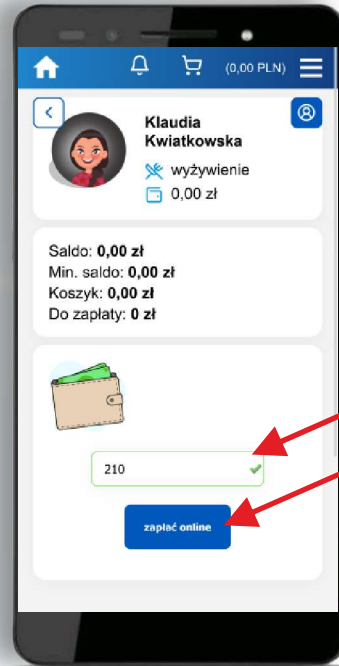 (0,00 PLN)
Klaudia
Kwiatkowska
wyżywienie
0,00 zł
Saldo: 0,00 zł
Min. saldo: 0,00 zł
Koszyk: 0,00 zł
Do zapłaty: 0 zł
210
zapłać online